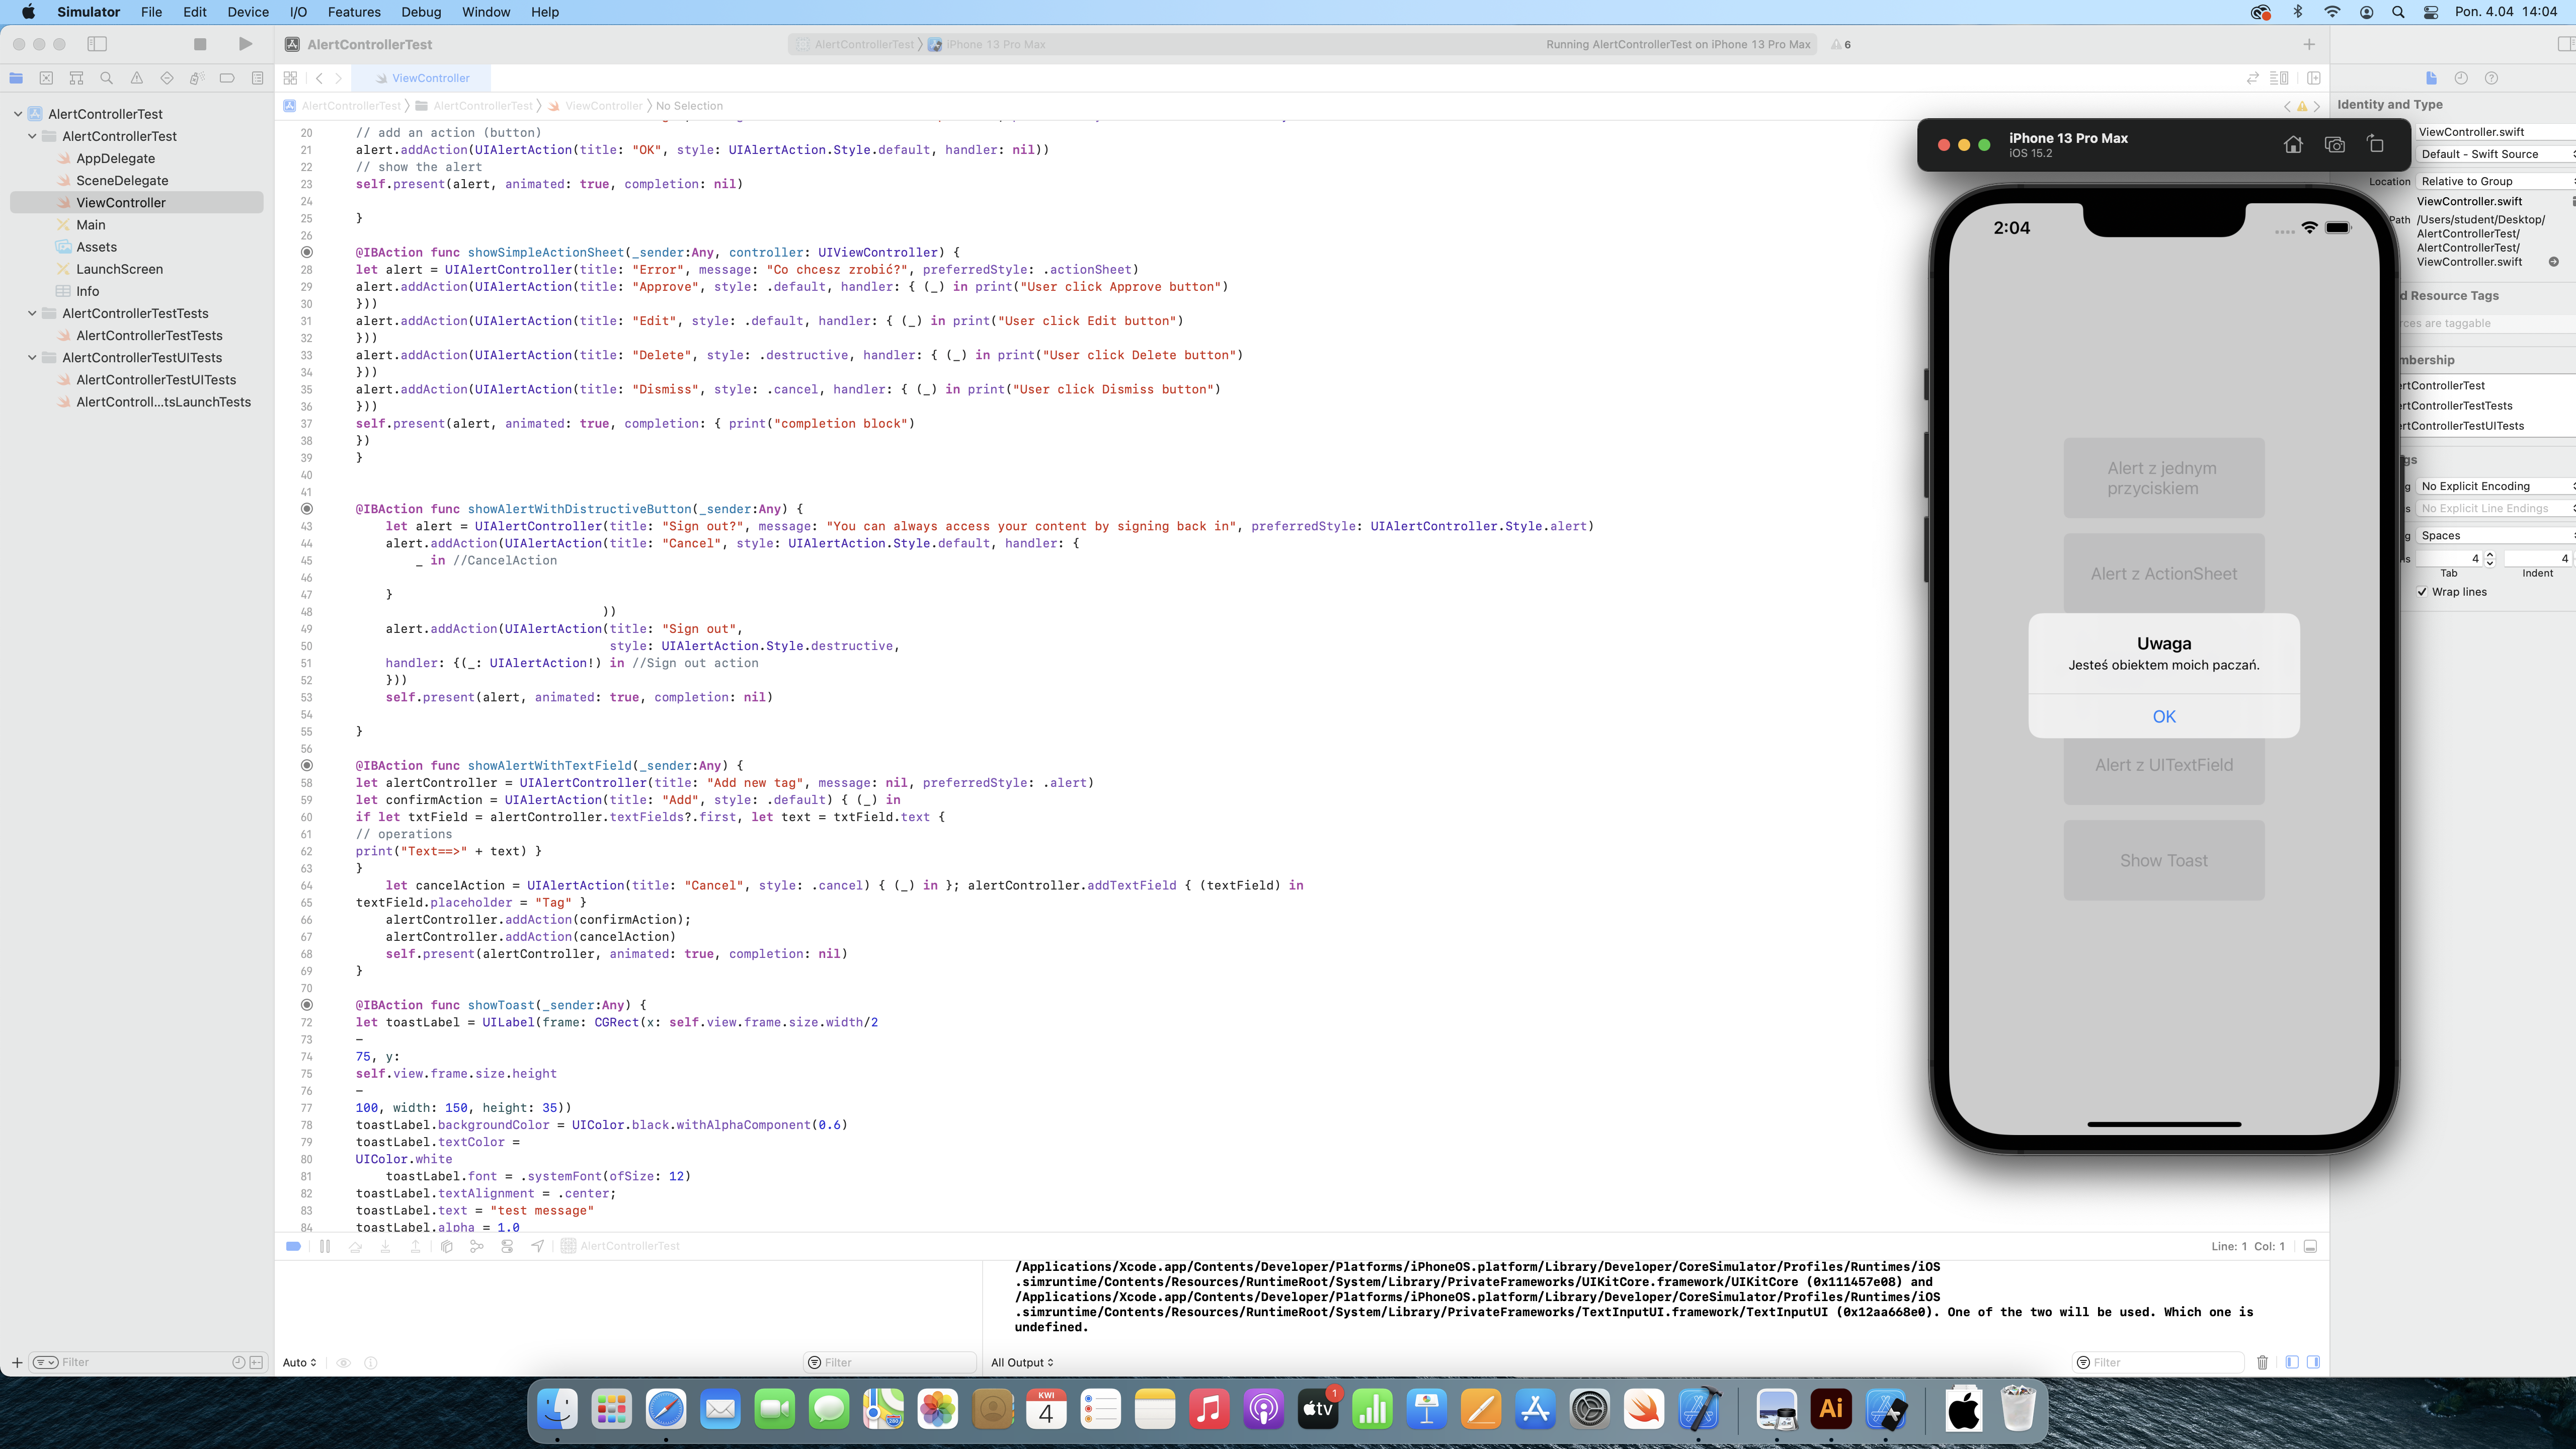 Simulator File Edit Device I/O Features Debug Window Help Pon. 4.04 14:04
AlertControllerTest AlertControllerTest iPhone 13 Pro Max Running AlertControllerTest on iPhone 13 Pro Max 6
ViewController
AlertControllerTest AlertControllerTest ViewController No Selection
AlertControllerTest
AlertControllerTest
AppDelegate
SceneDelegate
ViewController
Main
Assets
LaunchScreen
Info
AlertControllerTestTests
AlertControllerTestTests
AlertControllerTestUITests
AlertControllerTestUITests
AlertControll...tsLaunchTests
Filter
20 // add an action (button)
21 alert.addAction(UIAlertAction(title: "OK", style: UIAlertAction.Style.default, handler: nil))
22 // show the alert
23 self.present(alert, animated: true, completion: nil)
24
25 }
26
@IBAction func showSimpleActionSheet(_sender:Any, controller: UIViewController) {
28 let alert = UIAlertController(title: "Error", message: "Co chcesz zrobić?", preferredStyle: .actionSheet)
29 alert.addAction(UIAlertAction(title: "Approve", style: .default, handler: { (_) in print("User click Approve button")
30 }))
31 alert.addAction(UIAlertAction(title: "Edit", style: .default, handler: { (_) in print("User click Edit button")
32 }))
33 alert.addAction(UIAlertAction(title: "Delete", style: .destructive, handler: { (_) in print("User click Delete button")
34 }))
35 alert.addAction(UIAlertAction(title: "Dismiss", style: .cancel, handler: { (_) in print("User click Dismiss button")
36 }))
37 self.present(alert, animated: true, completion: { print("completion block")
38 })
39 }
40
41
@IBAction func showAlertWithDistructiveButton(_sender:Any) {
43 let alert = UIAlertController(title: "Sign out?", message: "You can always access your content by signing back in", preferredStyle: UIAlertController.Style.alert)
44 alert.addAction(UIAlertAction(title: "Cancel", style: UIAlertAction.Style.default, handler: {
45 _ in //CancelAction
46
47 }
48 ))
49 alert.addAction(UIAlertAction(title: "Sign out",
50 style: UIAlertAction.Style.destructive,
51 handler: {(_: UIAlertAction!) in //Sign out action
52 }))
53 self.present(alert, animated: true, completion: nil)
54
55 }
56
@IBAction func showAlertWithTextField(_sender:Any) {
58 let alertController = UIAlertController(title: "Add new tag", message: nil, preferredStyle: .alert)
59 let confirmAction = UIAlertAction(title: "Add", style: .default) { (_) in
60 if let txtField = alertController.textFields?.first, let text = txtField.text {
61 // operations
62 print("Text==>" + text) }
63 }
64 let cancelAction = UIAlertAction(title: "Cancel", style: .cancel) { (_) in }; alertController.addTextField { (textField) in
65 textField.placeholder = "Tag" }
66 alertController.addAction(confirmAction);
67 alertController.addAction(cancelAction)
68 self.present(alertController, animated: true, completion: nil)
69 }
70
@IBAction func showToast(_sender:Any) {
72 let toastLabel = UILabel(frame: CGRect(x: self.view.frame.size.width/2
73 –
74 75, y:
75 self.view.frame.size.height
76 –
77 100, width: 150, height: 35))
78 toastLabel.backgroundColor = UIColor.black.withAlphaComponent(0.6)
79 toastLabel.textColor =
80 UIColor.white
81 toastLabel.font = .systemFont(ofSize: 12)
82 toastLabel.textAlignment = .center;
83 toastLabel.text = "test message"
84 toastLabel.alpha = 1.0
AlertControllerTest Line: 1 Col: 1
/Applications/Xcode.app/Contents/Developer/Platforms/iPhoneOS.platform/Library/Developer/CoreSimulator/Profiles/Runtimes/iOS
.simruntime/Contents/Resources/RuntimeRoot/System/Library/PrivateFrameworks/UIKitCore.framework/UIKitCore (0x111457e08) and
/Applications/Xcode.app/Contents/Developer/Platforms/iPhoneOS.platform/Library/Developer/CoreSimulator/Profiles/Runtimes/iOS
.simruntime/Contents/Resources/RuntimeRoot/System/Library/PrivateFrameworks/TextInputUI.framework/TextInputUI (0x12aa668e0). One of the two will be used. Which one is
undefined.
Auto Filter All Output Filter
iPhone 13 Pro Max
iOS 15.2
2:04
Alert z jednym
przyciskiem
Alert z ActionSheet
Uwaga
Jesteś obiektem moich paczań.
OK
Alert z UITextField
Show Toast
Identity and Type
ViewController.swift
Default - Swift Source
Location Relative to Group
ViewController.swift
Path /Users/student/Desktop/
AlertControllerTest/
AlertControllerTest/
ViewController.swift
d Resource Tags
rces are taggable
mbership
ertControllerTest
ertControllerTestTests
ertControllerTestUITests
gs
No Explicit Encoding
No Explicit Line Endings
Spaces
4 4
Tab Indent
Wrap lines
KWI
4
tv
1
280
Ai